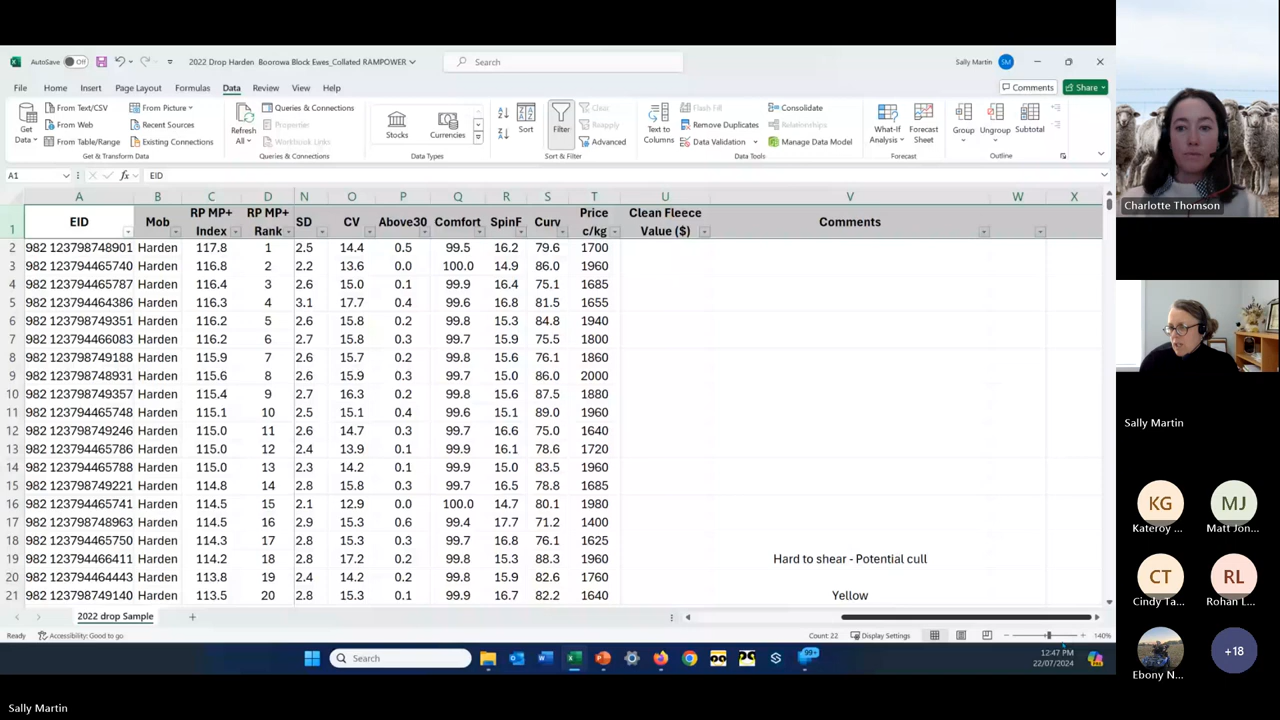 AutoSave Off 2022 Drop Harden Boorowa Block Ewes_Collated RAMPOWER Search Sally Martin SM
File Home Insert Page Layout Formulas Data Review View Help Comments Share
Get Data From Text/CSV From Picture Refresh All Queries & Connections Stocks Currencies Sort Filter Clear Text to Columns Flash Fill Consolidate What-If Analysis Forecast Sheet Group Ungroup Subtotal
From Web Recent Sources Properties Reapply Remove Duplicates Relationships
From Table/Range Existing Connections Workbook Links Advanced Data Validation Manage Data Model
Get & Transform Data Queries & Connections Data Types Sort & Filter Data Tools Forecast Outline
A1 fx EID
A B C D N O P Q R S T U V W X
1 EID Mob RP MP+ Index RP MP+ Rank SD CV Above30 Comfort SpinF Curv Price c/kg Clean Fleece Value ($) Comments
2 982 123798748901 Harden 117.8 1 2.5 14.4 0.5 99.5 16.2 79.6 1700
3 982 123794465740 Harden 116.8 2 2.2 13.6 0.0 100.0 14.9 86.0 1960
4 982 123794465787 Harden 116.4 3 2.6 15.0 0.1 99.9 16.4 75.1 1685
5 982 123794464386 Harden 116.3 4 3.1 17.7 0.4 99.6 16.8 81.5 1655
6 982 123798749351 Harden 116.2 5 2.6 15.8 0.2 99.8 15.3 84.8 1940
7 982 123794466083 Harden 116.2 6 2.7 15.8 0.3 99.7 15.9 75.5 1800
8 982 123798749188 Harden 115.9 7 2.6 15.7 0.2 99.8 15.6 76.1 1860
9 982 123798748931 Harden 115.6 8 2.6 15.9 0.3 99.7 15.0 86.0 2000
10 982 123798749357 Harden 115.4 9 2.7 16.3 0.2 99.8 15.6 87.5 1880
11 982 123794465748 Harden 115.1 10 2.5 15.1 0.4 99.6 15.1 89.0 1960
12 982 123798749246 Harden 115.0 11 2.6 14.7 0.3 99.7 16.6 75.0 1640
13 982 123794465786 Harden 115.0 12 2.4 13.9 0.1 99.9 16.1 78.6 1720
14 982 123794465788 Harden 115.0 13 2.3 14.2 0.1 99.9 15.0 83.5 1960
15 982 123798749221 Harden 114.8 14 2.8 15.7 0.2 99.8 16.5 78.8 1685
16 982 123794465741 Harden 114.5 15 2.1 12.9 0.0 100.0 14.7 80.1 1980
17 982 123798748963 Harden 114.5 16 2.9 15.3 0.6 99.4 17.7 71.2 1400
18 982 123794465750 Harden 114.3 17 2.8 15.3 0.3 99.7 16.8 76.1 1625
19 982 123794466411 Harden 114.2 18 2.8 17.2 0.2 99.8 15.3 88.3 1960 Hard to shear - Potential cull
20 982 123794464443 Harden 113.8 19 2.4 14.2 0.2 99.8 15.9 82.6 1760
21 982 123798749140 Harden 113.5 20 2.8 15.3 0.1 99.9 16.7 82.2 1640 Yellow
2022 drop Sample
Ready Accessibility: Good to go Count: 22 Display Settings 140%
Search 99+ 12:47 PM
22/07/2024
Sally Martin
Charlotte Thomson
Sally Martin
KG MJ
Kateroy ... Matt Jon...
CT RL
Cindy Ta... Rohan L...
+18
Ebony N...